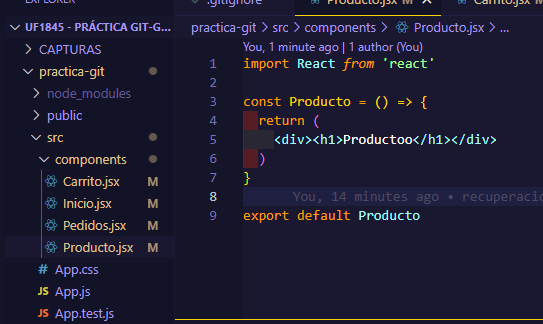 EXPLORER
.gitignore
Producto.jsx M
Carrito.jsx
UF1845 - PRÁCTICA GIT-G...
CAPTURAS
practica-git
node_modules
public
src
components
Carrito.jsx M
Inicio.jsx M
Pedidos.jsx M
Producto.jsx M
# App.css
JS App.js
JS App.test.js
practica-git > src > components > Producto.jsx > ...
You, 1 minute ago | 1 author (You)
1 import React from 'react'
2
3 const Producto = () => {
4 return (
5 <div><h1>Productoo</h1></div>
6 )
7 }
8 You, 14 minutes ago • recuperacio
9 export default Producto